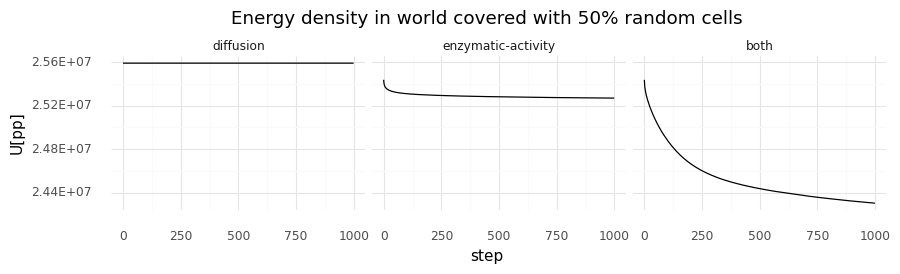 Energy density in world covered with 50% random cells
diffusion enzymatic-activity both
U[pp]
2.56E+07
2.52E+07
2.48E+07
2.44E+07
0 250 500 750 1000 0 250 500 750 1000 0 250 500 750 1000
step